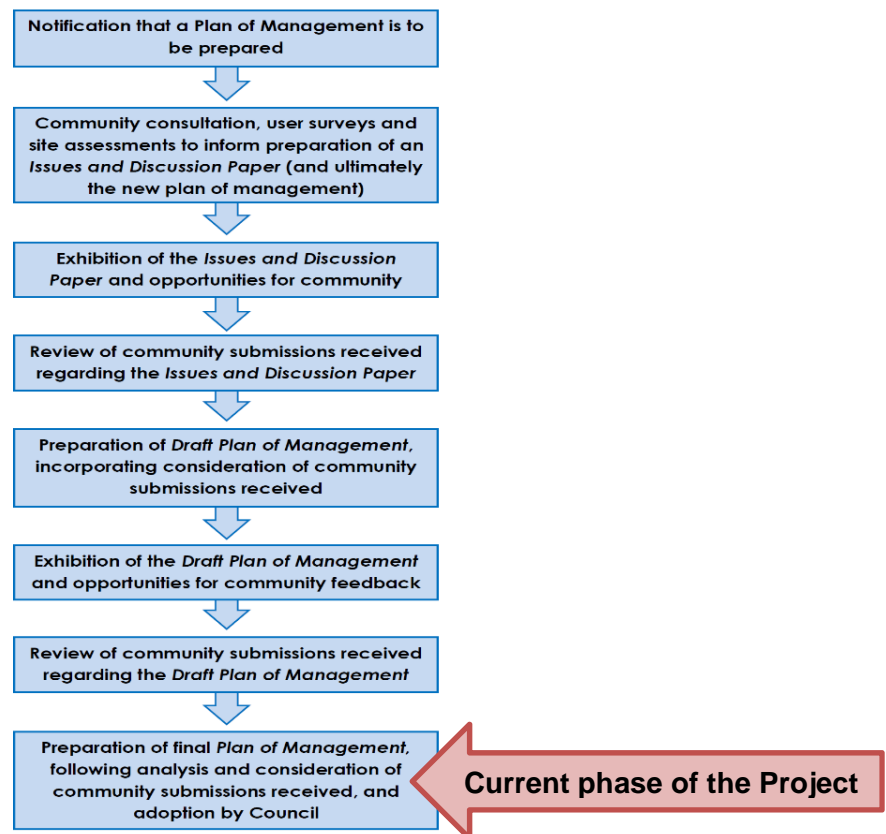 Notification that a Plan of Management is to
be prepared
Community consultation, user surveys and
site assessments to inform preparation of an
Issues and Discussion Paper (and ultimately
the new plan of management)
Exhibition of the Issues and Discussion
Paper and opportunities for community
Review of community submissions received
regarding the Issues and Discussion Paper
Preparation of Draft Plan of Management,
incorporating consideration of community
submissions received
Exhibition of the Draft Plan of Management
and opportunities for community feedback
Review of community submissions received
regarding the Draft Plan of Management
Preparation of final Plan of Management,
following analysis and consideration of
community submissions received, and
adoption by Council
Current phase of the Project